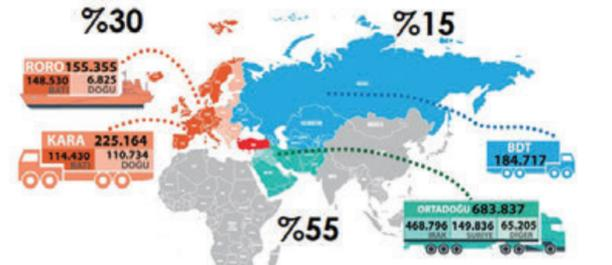 %30
%15
RORO 155.355
148.530 6.825
BATI DOĞU
KARA 225.164
114.430 110.734
BATI DOĞU
BDT
184.717
ORTADOĞU 683.837
468.796 149.836 65.205
IRAK SURİYE DİĞER
%55